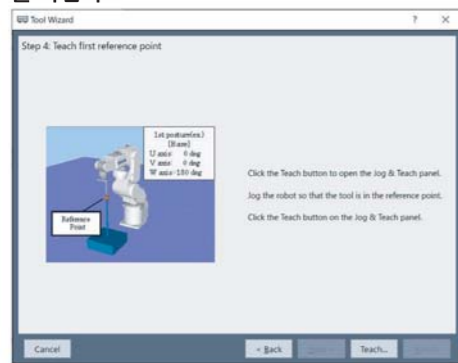 Tool Wizard
? ×
Step 4: Teach first reference point
1st posture(ex.)
[Base]
U axis: 0 deg
V axis: 0 deg
W axis:-180 deg
Reference
Point
Click the Teach button to open the Jog & Teach panel.
Jog the robot so that the tool is in the reference point.
Click the Teach button on the Jog & Teach panel.
Cancel
< Back
Teach...